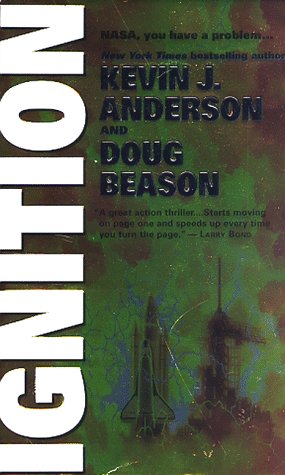 IGNITION
NASA, you have a problem...
New York Times bestselling author
KEVIN J.
ANDERSON
AND
DOUG
BEASON
"A great action thriller....Starts moving
on page one and speeds up every time
you turn the page." — LARRY BOND